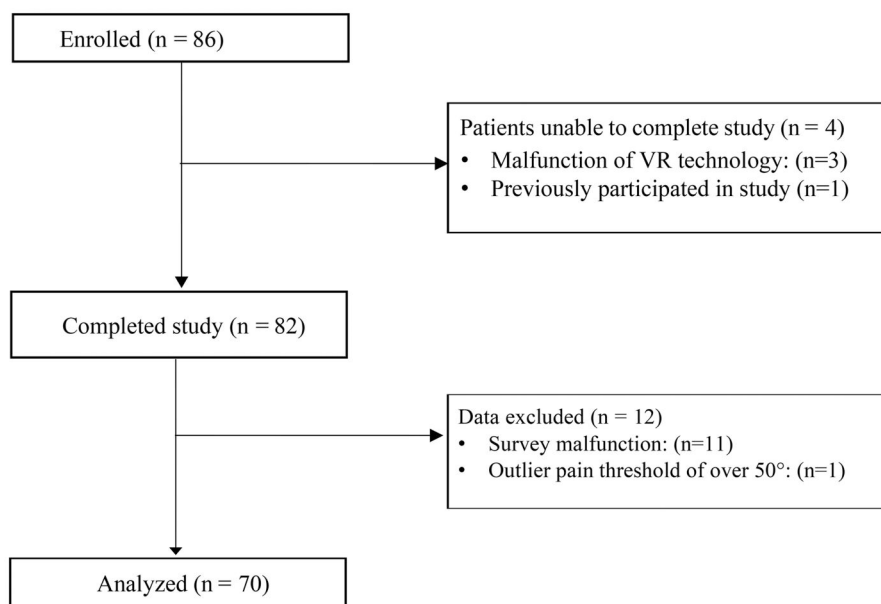 Enrolled (n = 86)
Patients unable to complete study (n = 4)
• Malfunction of VR technology: (n=3)
• Previously participated in study (n=1)
Completed study (n = 82)
Data excluded (n = 12)
• Survey malfunction: (n=11)
• Outlier pain threshold of over 50°: (n=1)
Analyzed (n = 70)